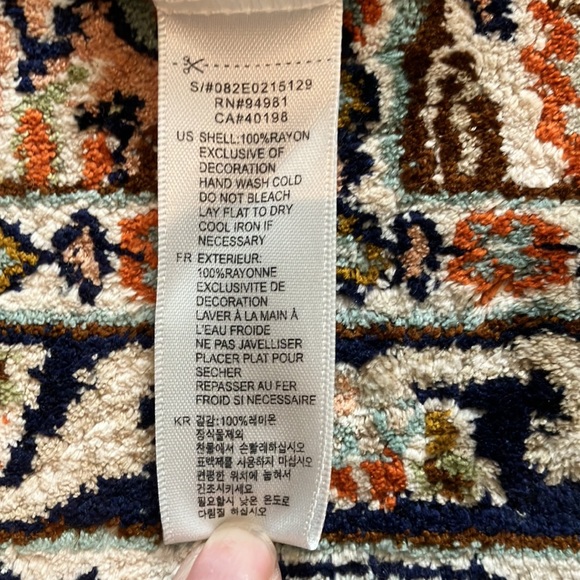 S/#082E0215129
RN#94981
CA#40198
US SHELL:100%RAYON
EXCLUSIVE OF
DECORATION
HAND WASH COLD
DO NOT BLEACH
LAY FLAT TO DRY
COOL IRON IF
NECESSARY
FR EXTERIEUR:
100%RAYONNE
EXCLUSIVITE DE
DECORATION
LAVER À LA MAIN À
L'EAU FROIDE
NE PAS JAVELLISER
PLACER PLAT POUR
SECHER
REPASSER AU FER
FROID SI NECESSAIRE
KR 겉감:100%레이온
장식물제외
찬물에서 손빨래하십시오
표백제를 사용하지 마십시오
편평한 위치에 놓혀서
건조시키세요
필요할시 낮은 온도로
다림질 하십시오